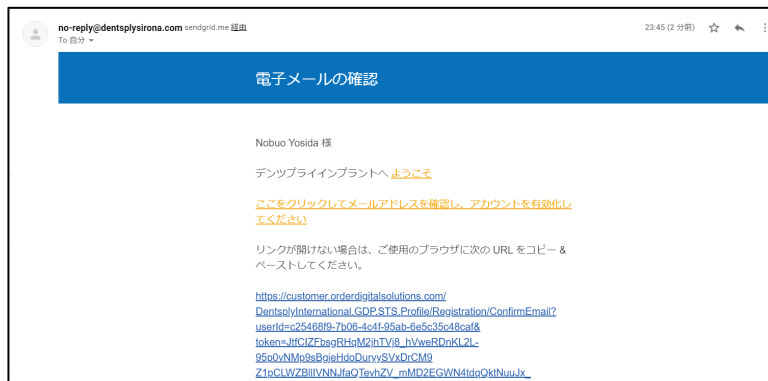 no-reply@dentsplysirona.com sendgrid.me 経由
23:45 (2 分前)
To 自分
電子メールの確認
Nobuo Yosida 様
デンツプライインプラントへ ようこそ
ここをクリックしてメールアドレスを確認し、アカウントを有効化し
てください
リンクが開けない場合は、ご使用のブラウザに次の URL をコピー &
ペーストしてください。
https://customer.orderdigitalsolutions.com/
DentsplyInternational.GDP.STS.Profile/Registration/ConfirmEmail?
userId=c25468f9-7b06-4c4f-95ab-6e5c35c48caf&
token=JtfCIZFbsgRHqM2jhTVj8_hVweRDnKL2L-
95p0vNMp9sBgjeHdoDuryySVxDrCM9
Z1pCLWZBlIVNNJfaQTevhZV_mMD2EGWN4tdqQktNuuJx_